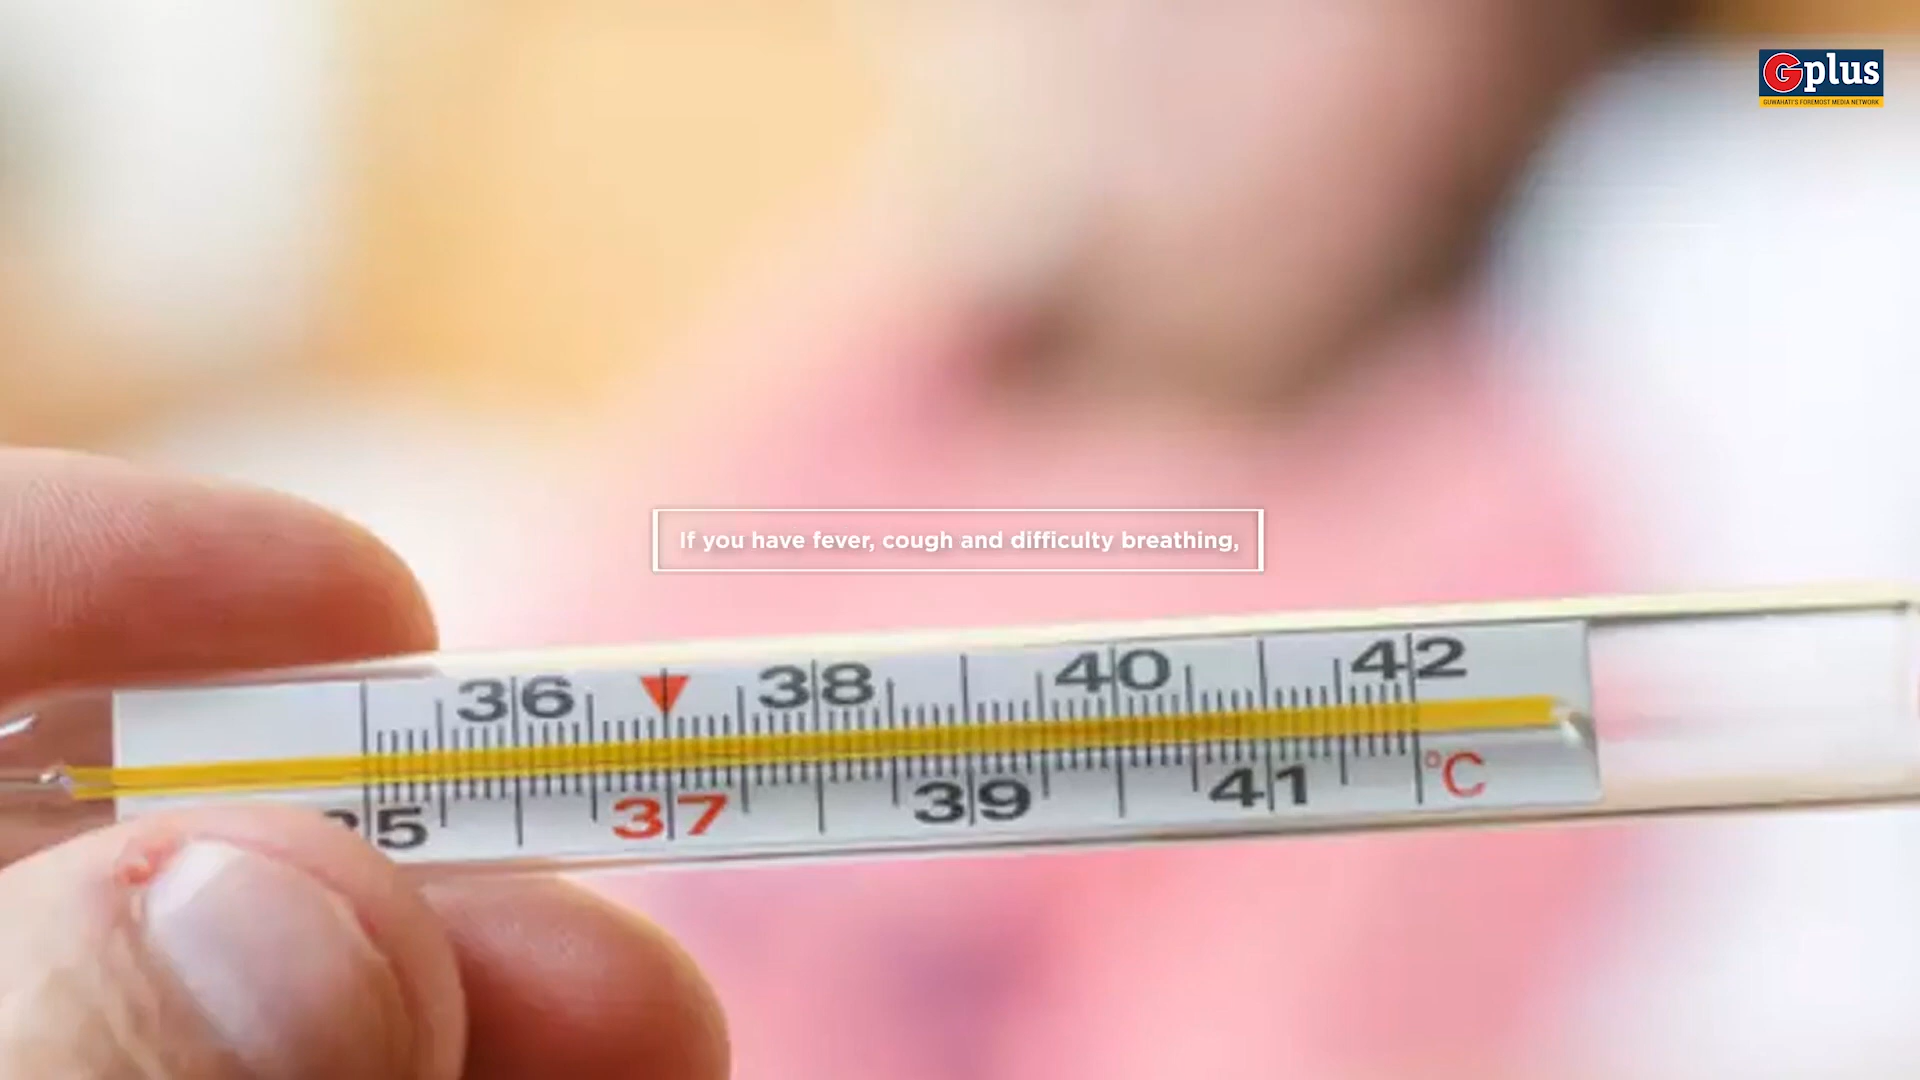 Gplus
GUWAHATI'S FOREMOST MEDIA NETWORK
If you have fever, cough and difficulty breathing,
36 38 40 42
35 37 39 41 °C